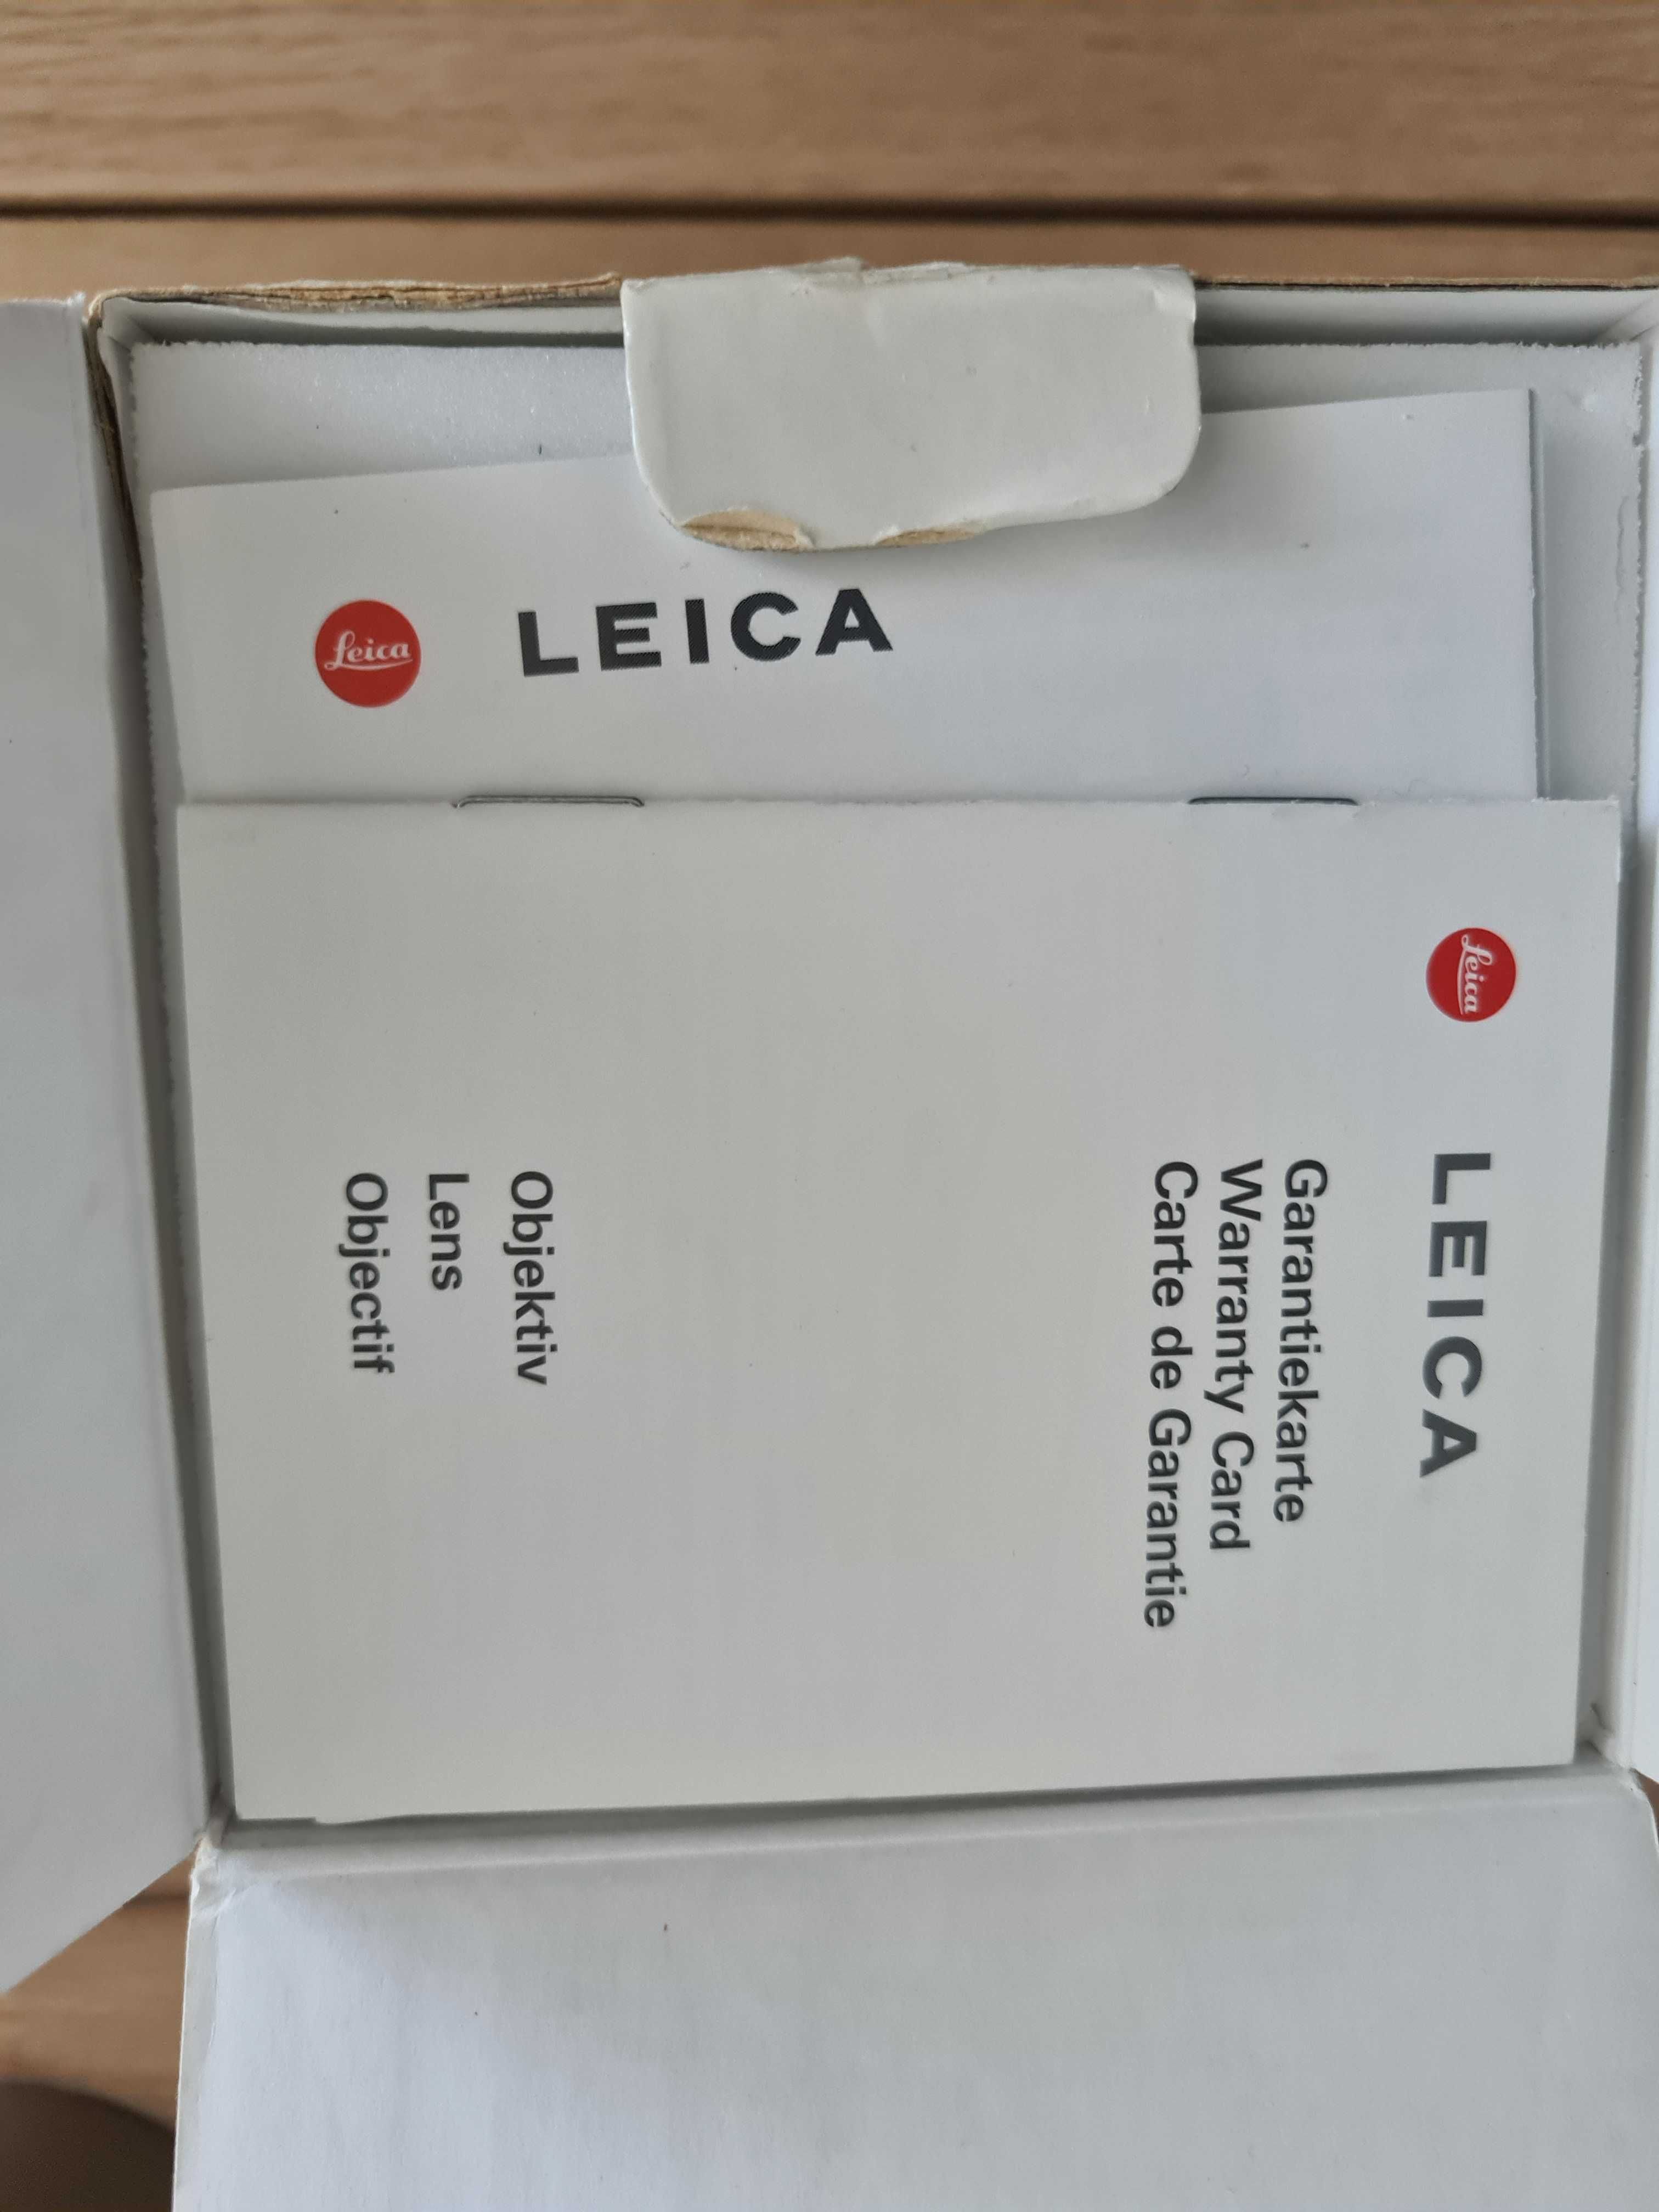 Leica
LEICA
Leica
LEICA
Garantiekarte
Warranty Card
Carte de Garantie
Objektiv
Lens
Objectif